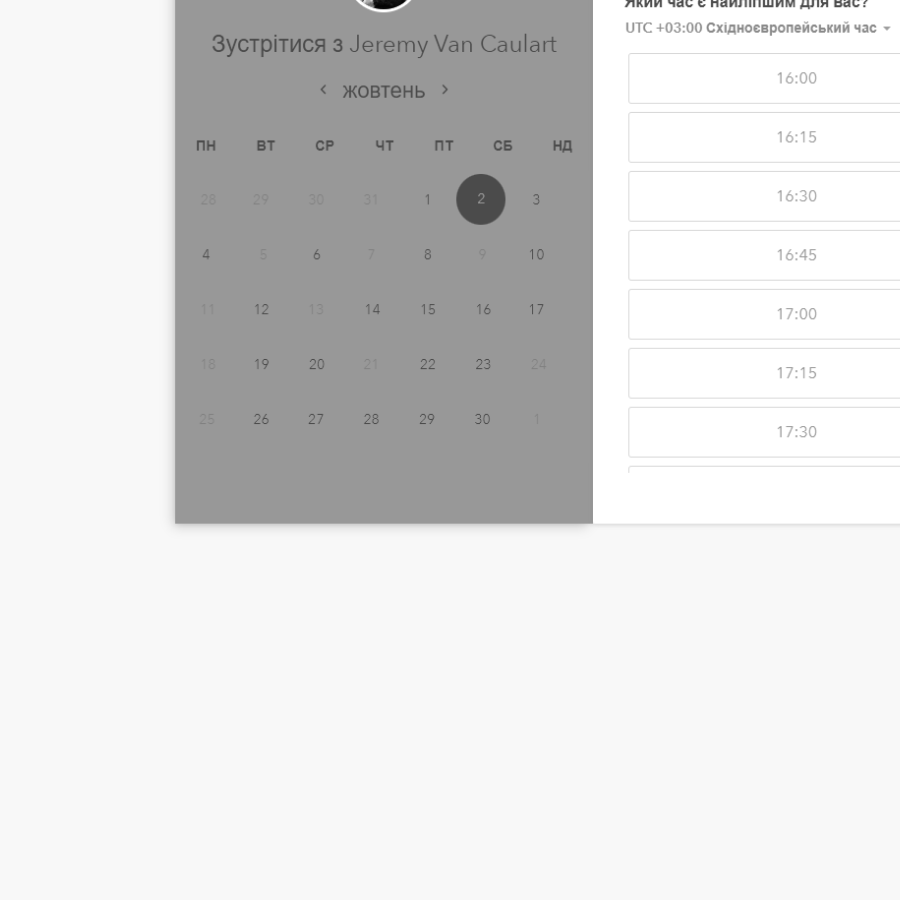 Зустрітися з Jeremy Van Caulart
жовтень
ПН ВТ СР ЧТ ПТ СБ НД
28 29 30 31 1 2 3
4 5 6 7 8 9 10
11 12 13 14 15 16 17
18 19 20 21 22 23 24
25 26 27 28 29 30 1
Який час є найліпшим для вас?
UTC +03:00 Східноєвропейський час
16:00
16:15
16:30
16:45
17:00
17:15
17:30